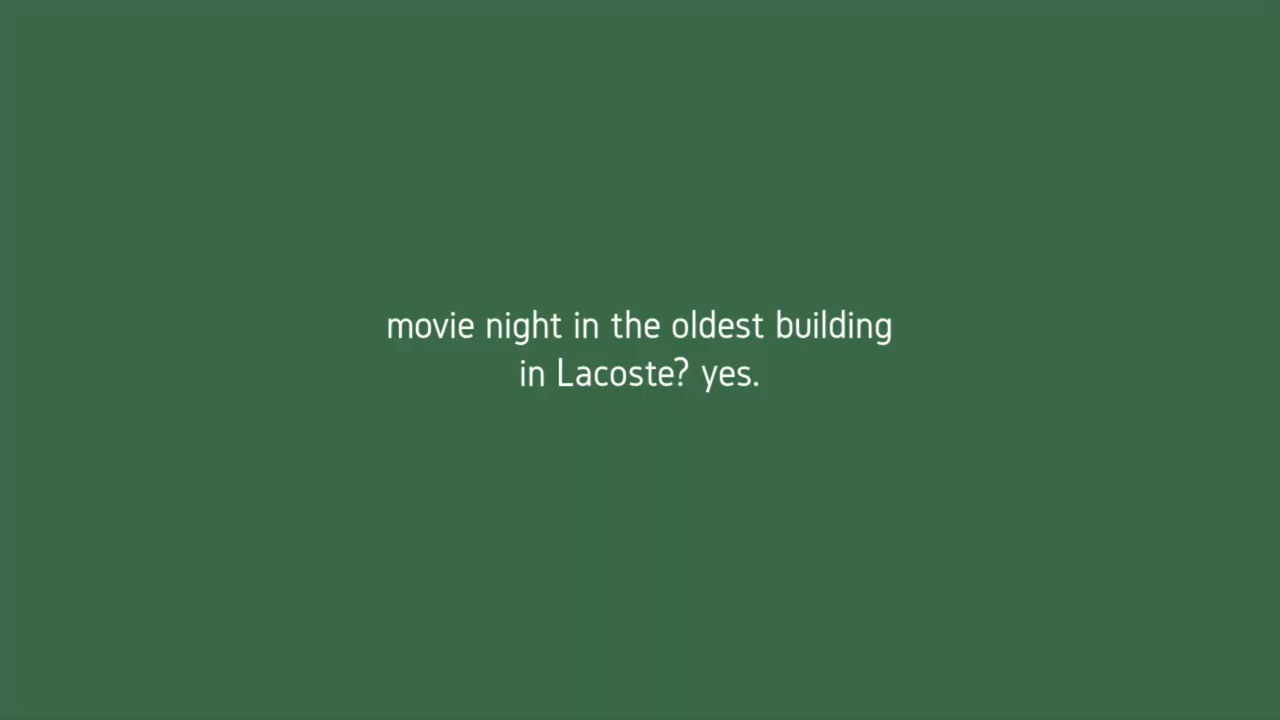 movie night in the oldest building
in Lacoste? yes.